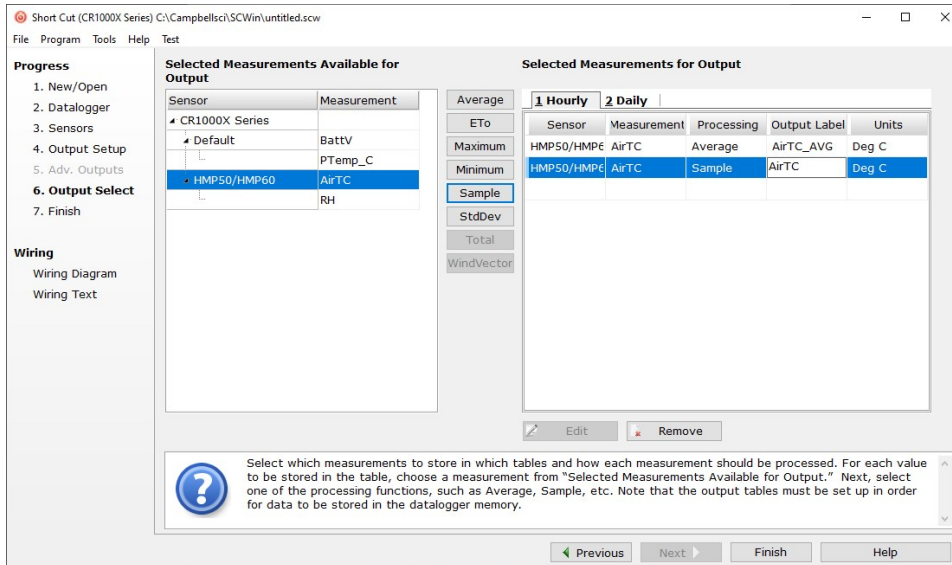 Short Cut (CR1000X Series) C:\Campbellsci\SCWin\untitled.scw
File Program Tools Help Test
Progress
1. New/Open
2. Datalogger
3. Sensors
4. Output Setup
5. Adv. Outputs
6. Output Select
7. Finish
Wiring
Wiring Diagram
Wiring Text
Selected Measurements Available for
Output
Sensor Measurement
CR1000X Series
Default BattV
PTemp_C
HMP50/HMP60 AirTC
RH
Average
ETo
Maximum
Minimum
Sample
StdDev
Total
WindVector
Selected Measurements for Output
1 Hourly 2 Daily
Sensor Measurement Processing Output Label Units
HMP50/HMP6 AirTC Average AirTC_AVG Deg C
HMP50/HMP6 AirTC Sample AirTC Deg C
Edit Remove
Select which measurements to store in which tables and how each measurement should be processed. For each value
to be stored in the table, choose a measurement from “Selected Measurements Available for Output.” Next, select
one of the processing functions, such as Average, Sample, etc. Note that the output tables must be set up in order
for data to be stored in the datalogger memory.
Previous Next Finish Help